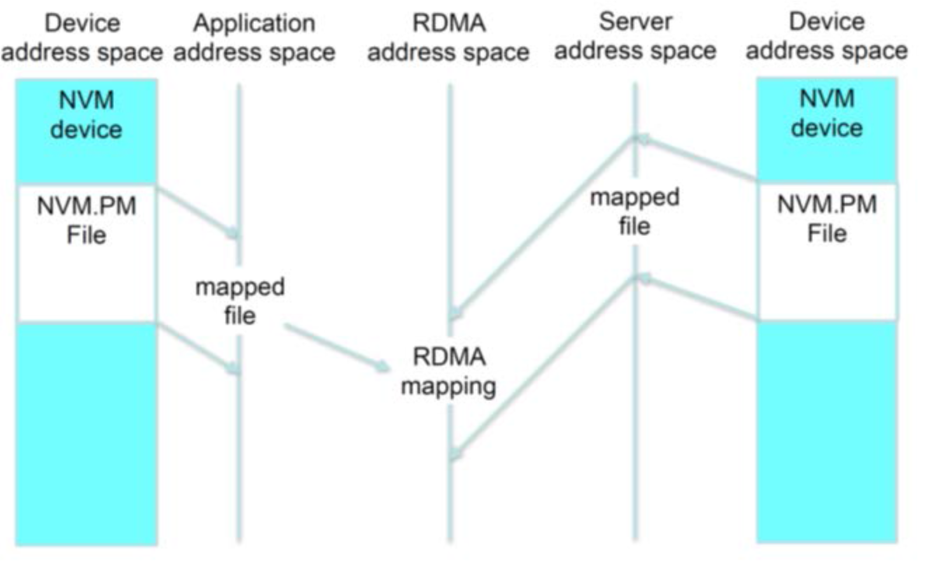 Device
address space
Application
address space
RDMA
address space
Server
address space
Device
address space
NVM
device
NVM.PM
File
mapped
file
RDMA
mapping
mapped
file
NVM
device
NVM.PM
File